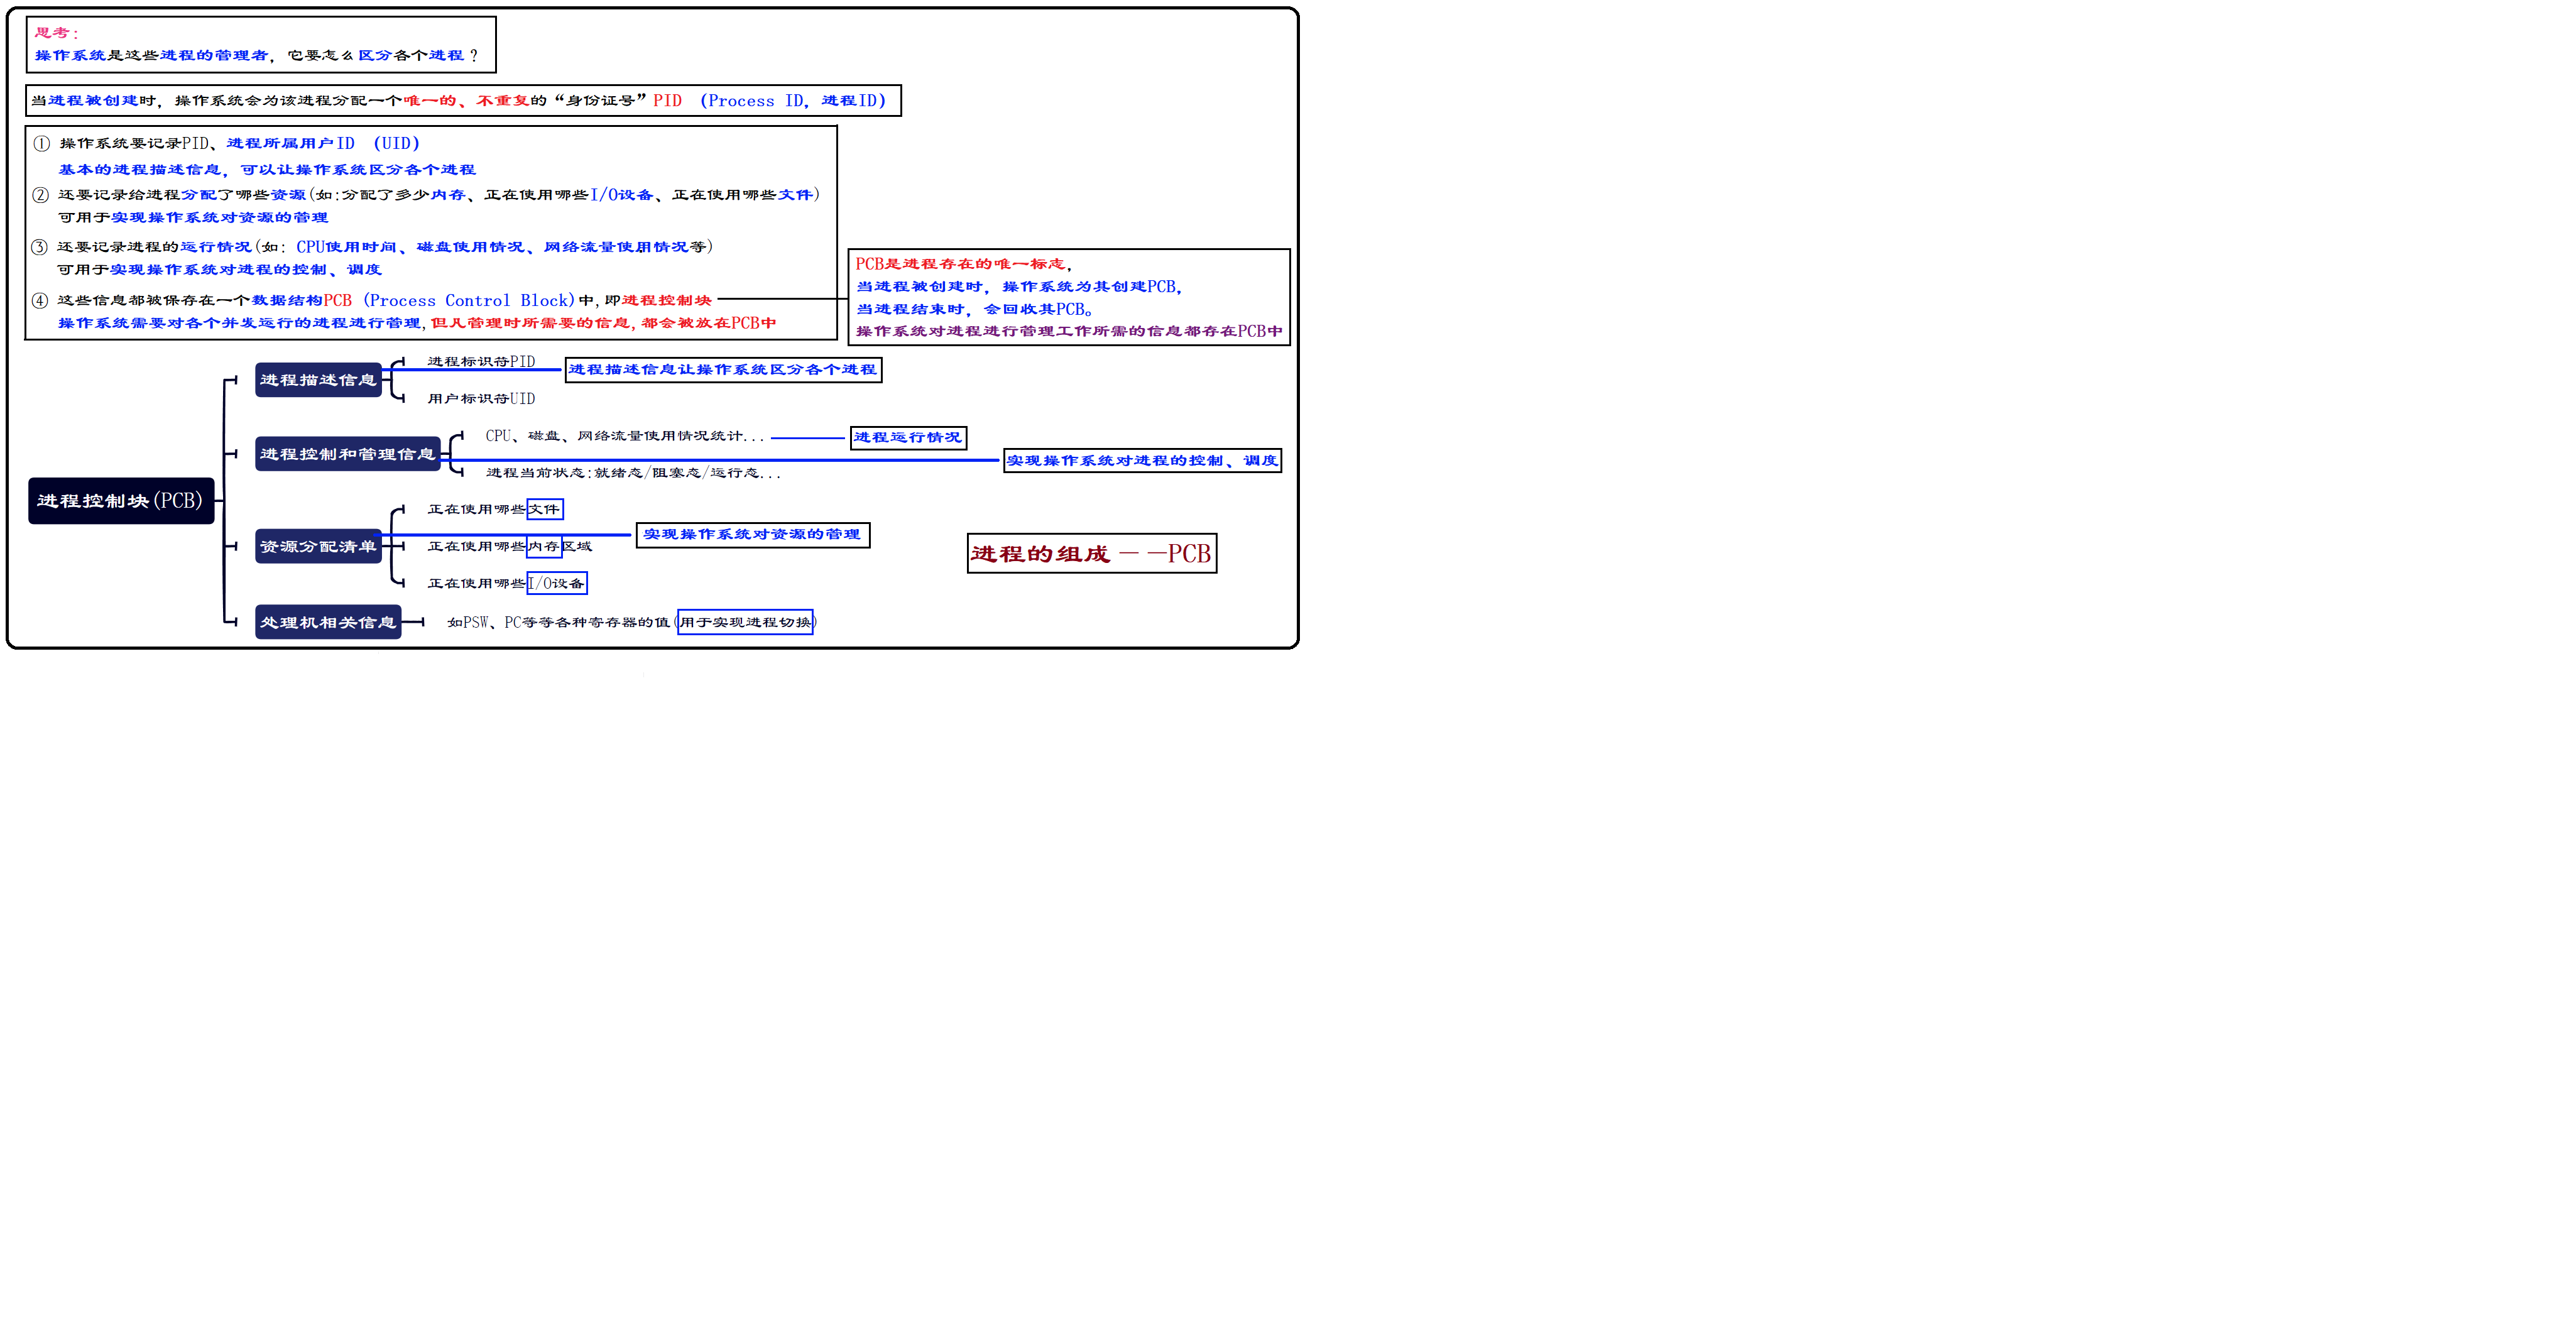 思考：
操作系统是这些进程的管理者，它要怎么区分各个进程？
当进程被创建时，操作系统会为该进程分配一个唯一的、不重复的“身份证号”PID （Process ID，进程ID）
① 操作系统要记录PID、进程所属用户ID （UID）
基本的进程描述信息，可以让操作系统区分各个进程
② 还要记录给进程分配了哪些资源(如:分配了多少内存、正在使用哪些I/O设备、正在使用哪些文件)
可用于实现操作系统对资源的管理
③ 还要记录进程的运行情况(如：CPU使用时间、磁盘使用情况、网络流量使用情况等)
可用于实现操作系统对进程的控制、调度
④ 这些信息都被保存在一个数据结构PCB (Process Control Block)中,即进程控制块
操作系统需要对各个并发运行的进程进行管理,但凡管理时所需要的信息,都会被放在PCB中
PCB是进程存在的唯一标志，
当进程被创建时，操作系统为其创建PCB，
当进程结束时，会回收其PCB。
操作系统对进程进行管理工作所需的信息都存在PCB中
进程控制块(PCB)
进程描述信息
进程标识符PID
进程描述信息让操作系统区分各个进程
用户标识符UID
进程控制和管理信息
CPU、磁盘、网络流量使用情况统计...
进程运行情况
实现操作系统对进程的控制、调度
进程当前状态:就绪态/阻塞态/运行态...
资源分配清单
正在使用哪些文件
实现操作系统对资源的管理
正在使用哪些内存区域
正在使用哪些I/O设备
处理机相关信息
如PSW、PC等等各种寄存器的值(用于实现进程切换)
进程的组成——PCB